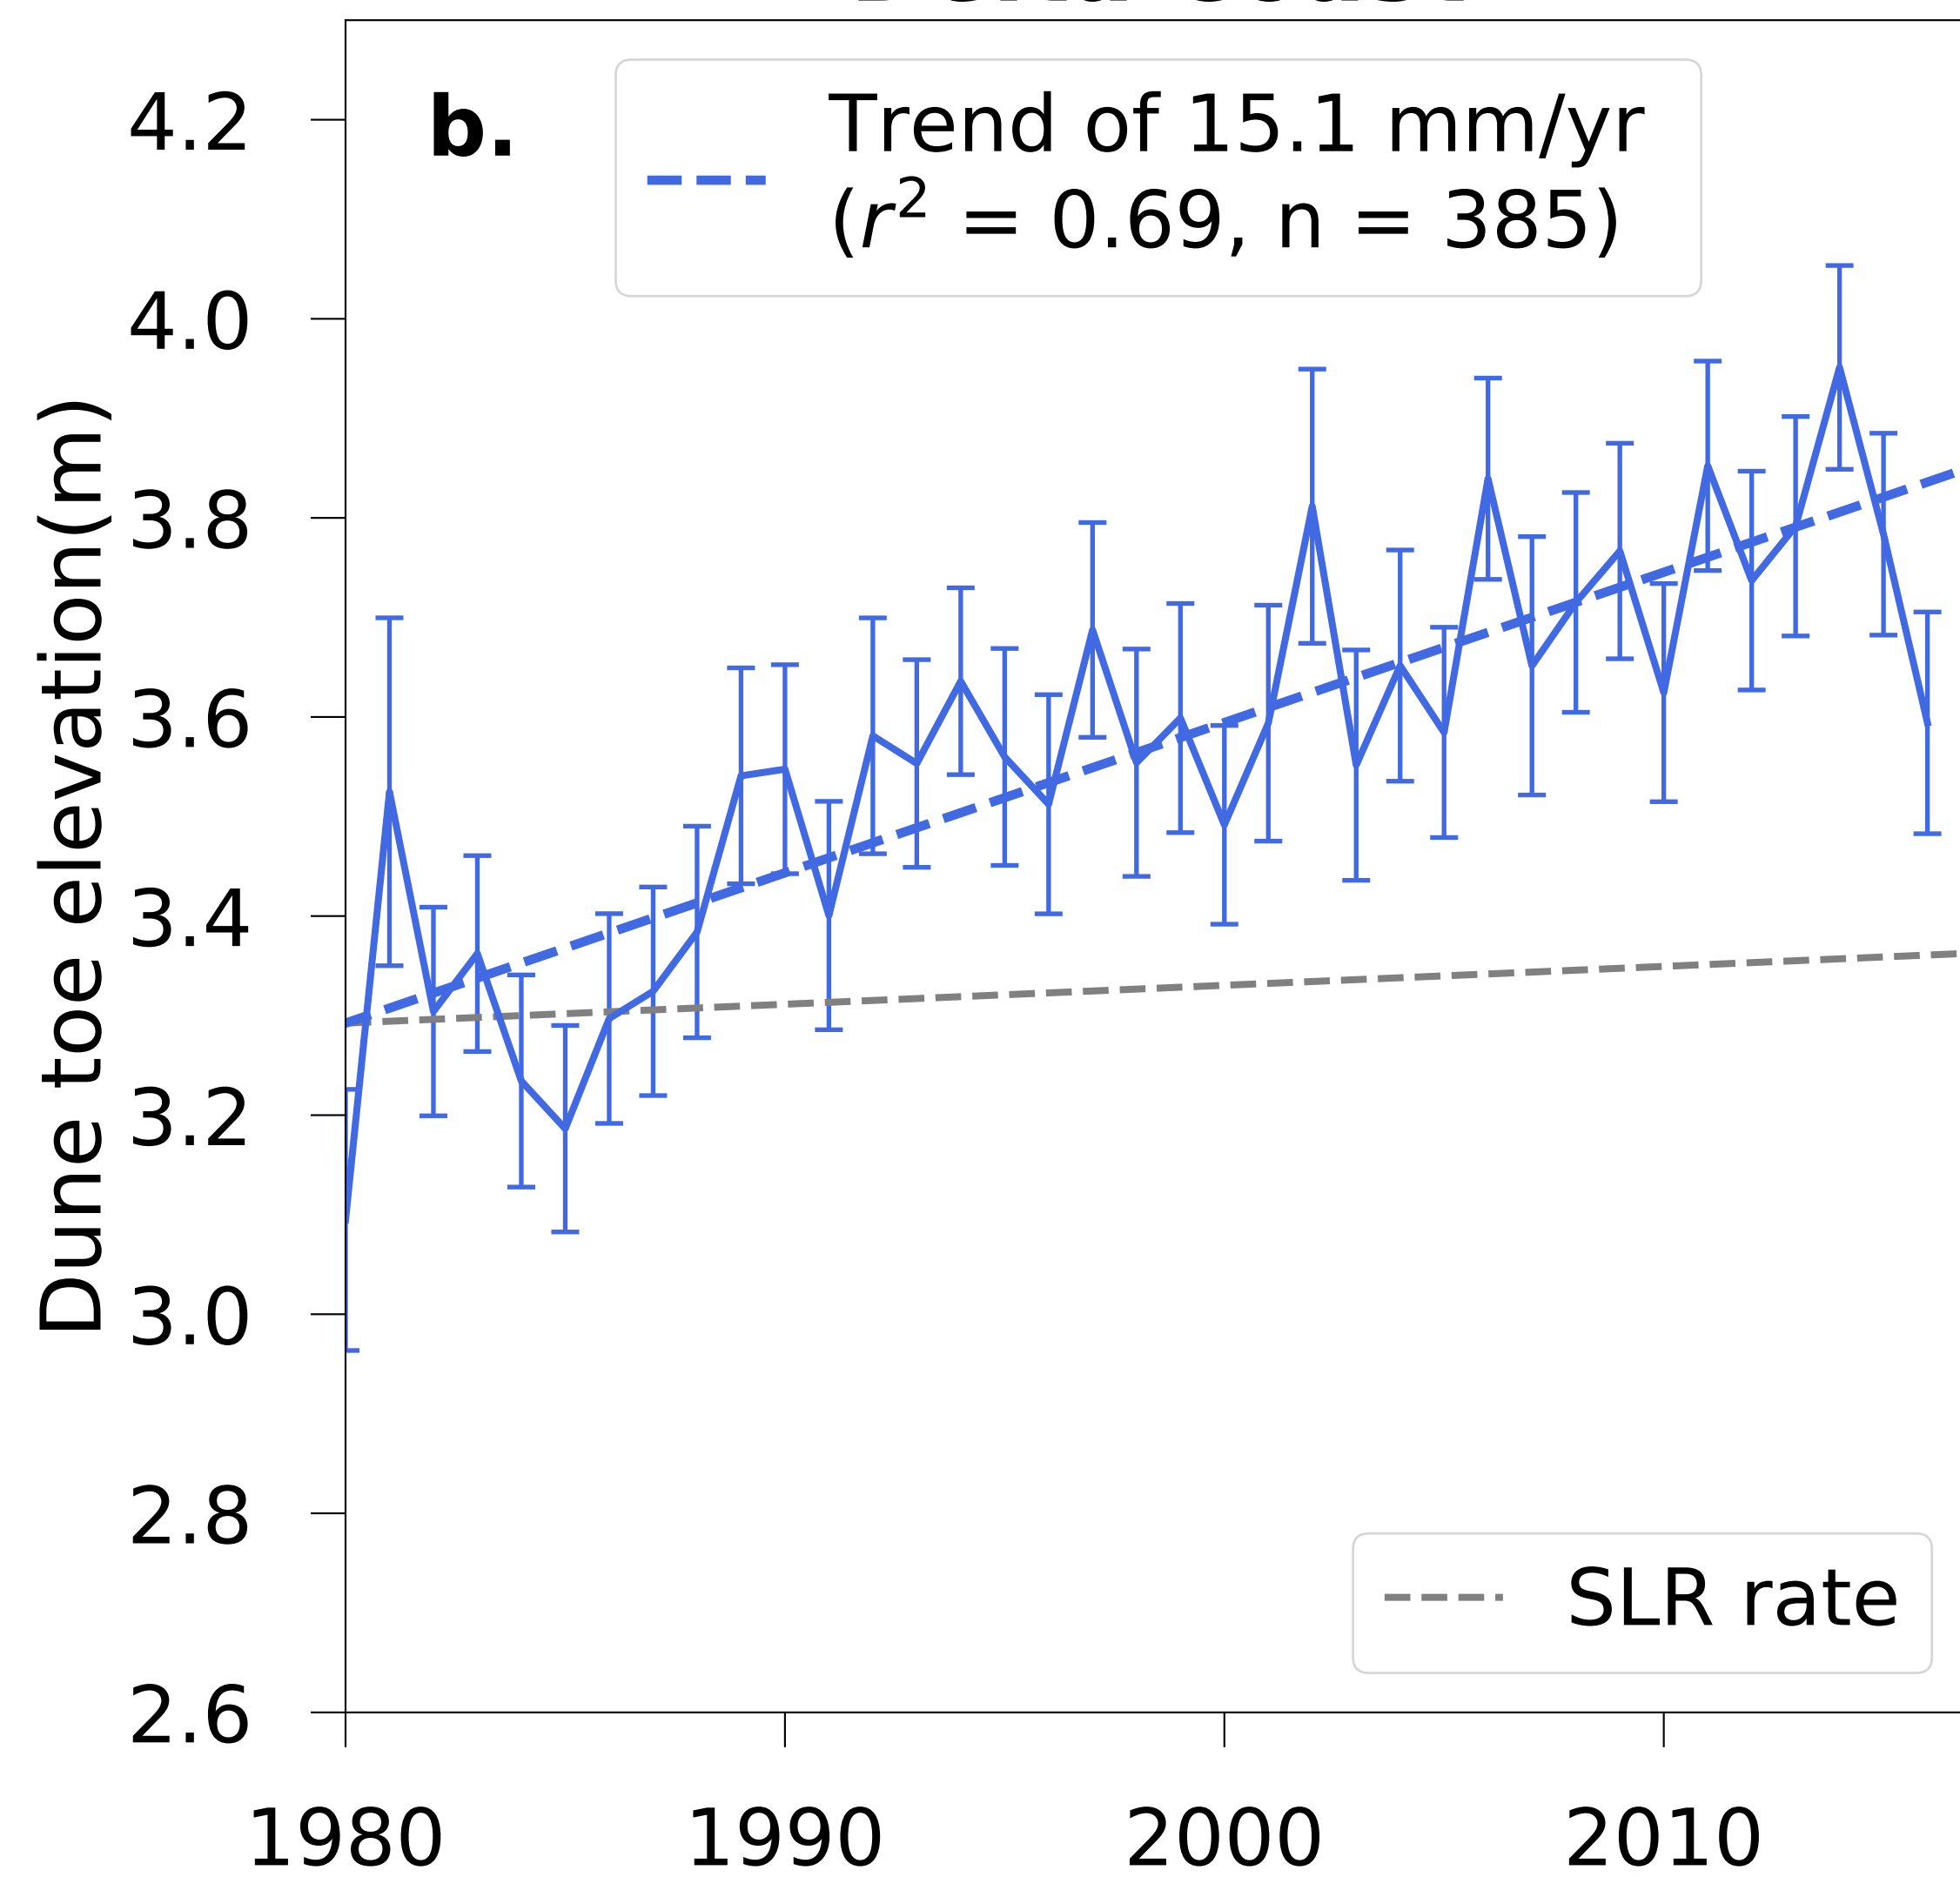 b.
Trend of 15.1 mm/yr
(r² = 0.69, n = 385)
4.2
4.0
3.8
3.6
3.4
3.2
3.0
2.8
2.6
Dune toe elevation(m)
SLR rate
1980 1990 2000 2010